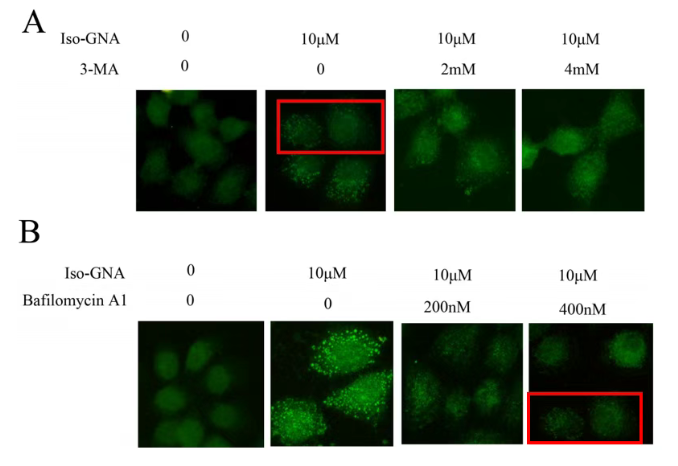 A
Iso-GNA 0 10μM 10μM 10μM
3-MA 0 0 2mM 4mM
B
Iso-GNA 0 10μM 10μM 10μM
Bafilomycin A1 0 0 200nM 400nM